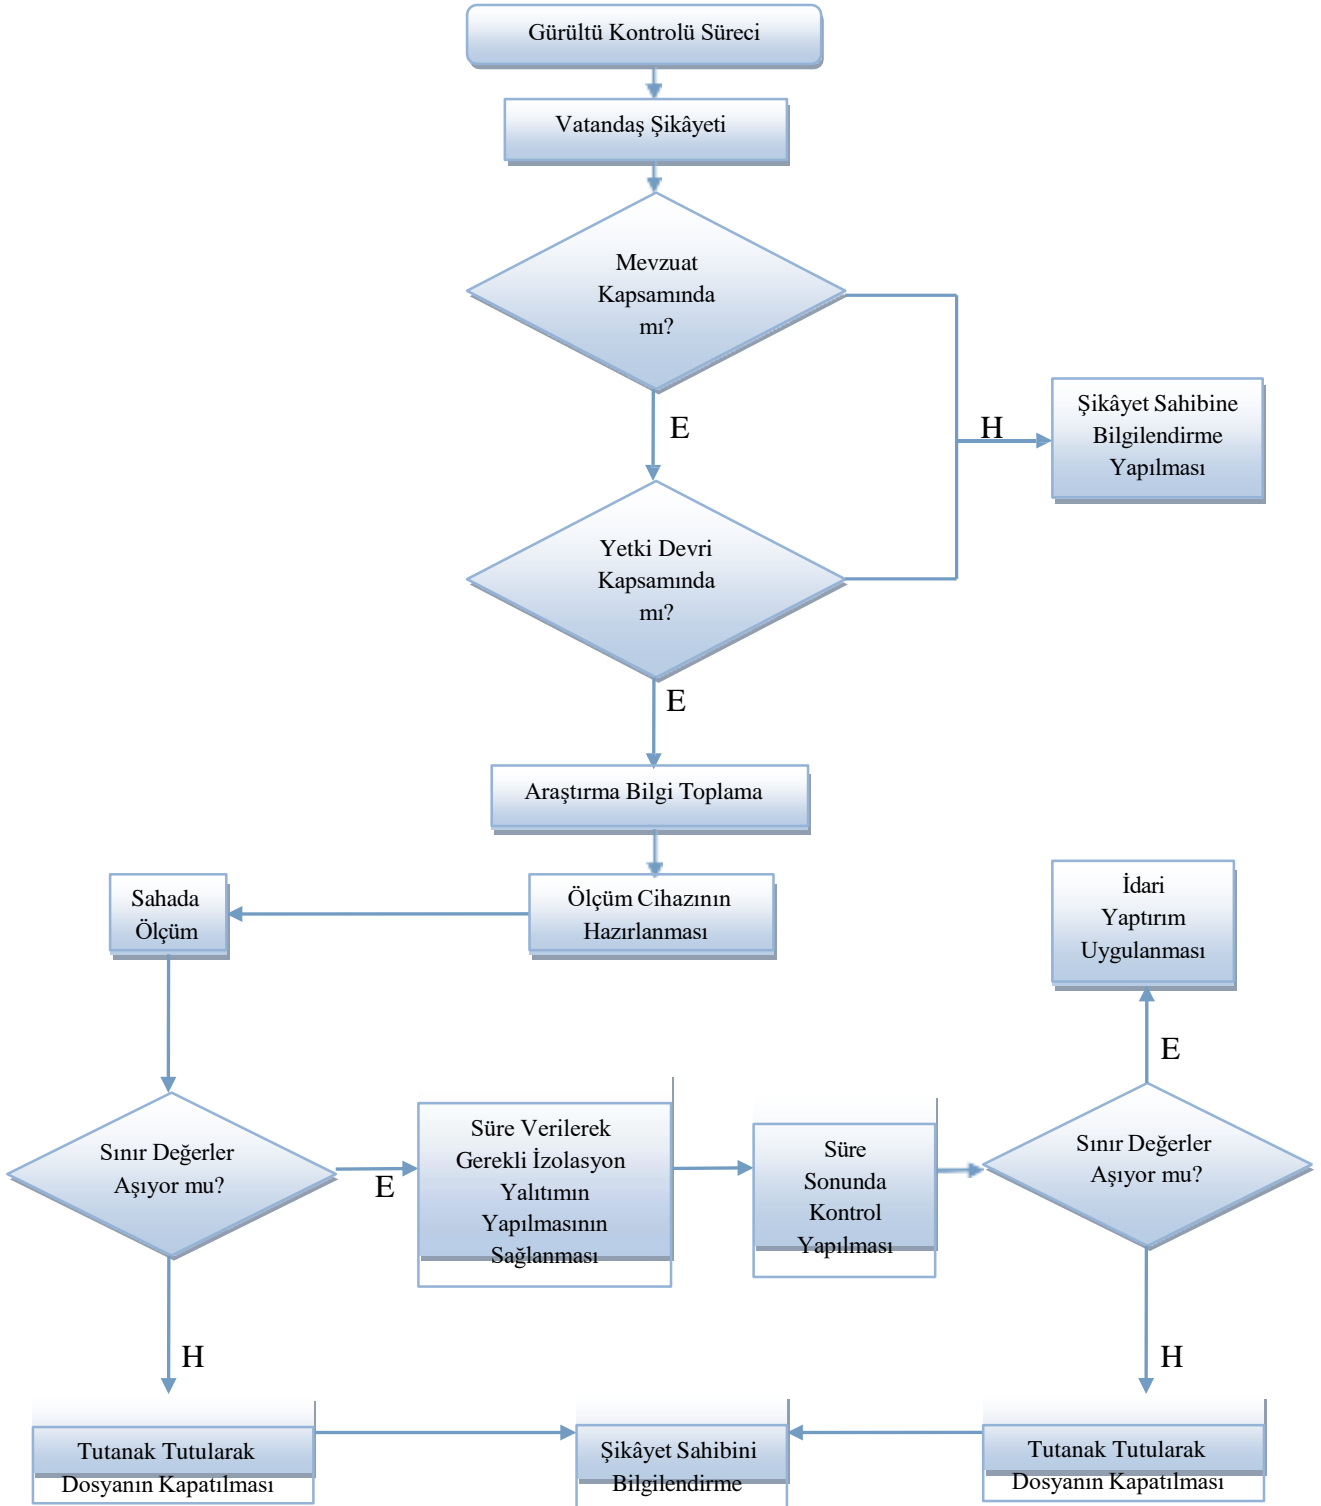 Gürültü Kontrolü Süreci
Vatandaş Şikâyeti
Mevzuat
Kapsamında
mı?
E
H
Şikâyet Sahibine
Bilgilendirme
Yapılması
Yetki Devri
Kapsamında
mı?
E
Araştırma Bilgi Toplama
Ölçüm Cihazının
Hazırlanması
Sahada
Ölçüm
Sınır Değerler
Aşıyor mu?
E
Süre Verilerek
Gerekli İzolasyon
Yalıtımın
Yapılmasının
Sağlanması
Süre
Sonunda
Kontrol
Yapılması
Sınır Değerler
Aşıyor mu?
E
İdari
Yaptırım
Uygulanması
H
H
Tutanak Tutularak
Dosyanın Kapatılması
Şikâyet Sahibini
Bilgilendirme
Tutanak Tutularak
Dosyanın Kapatılması